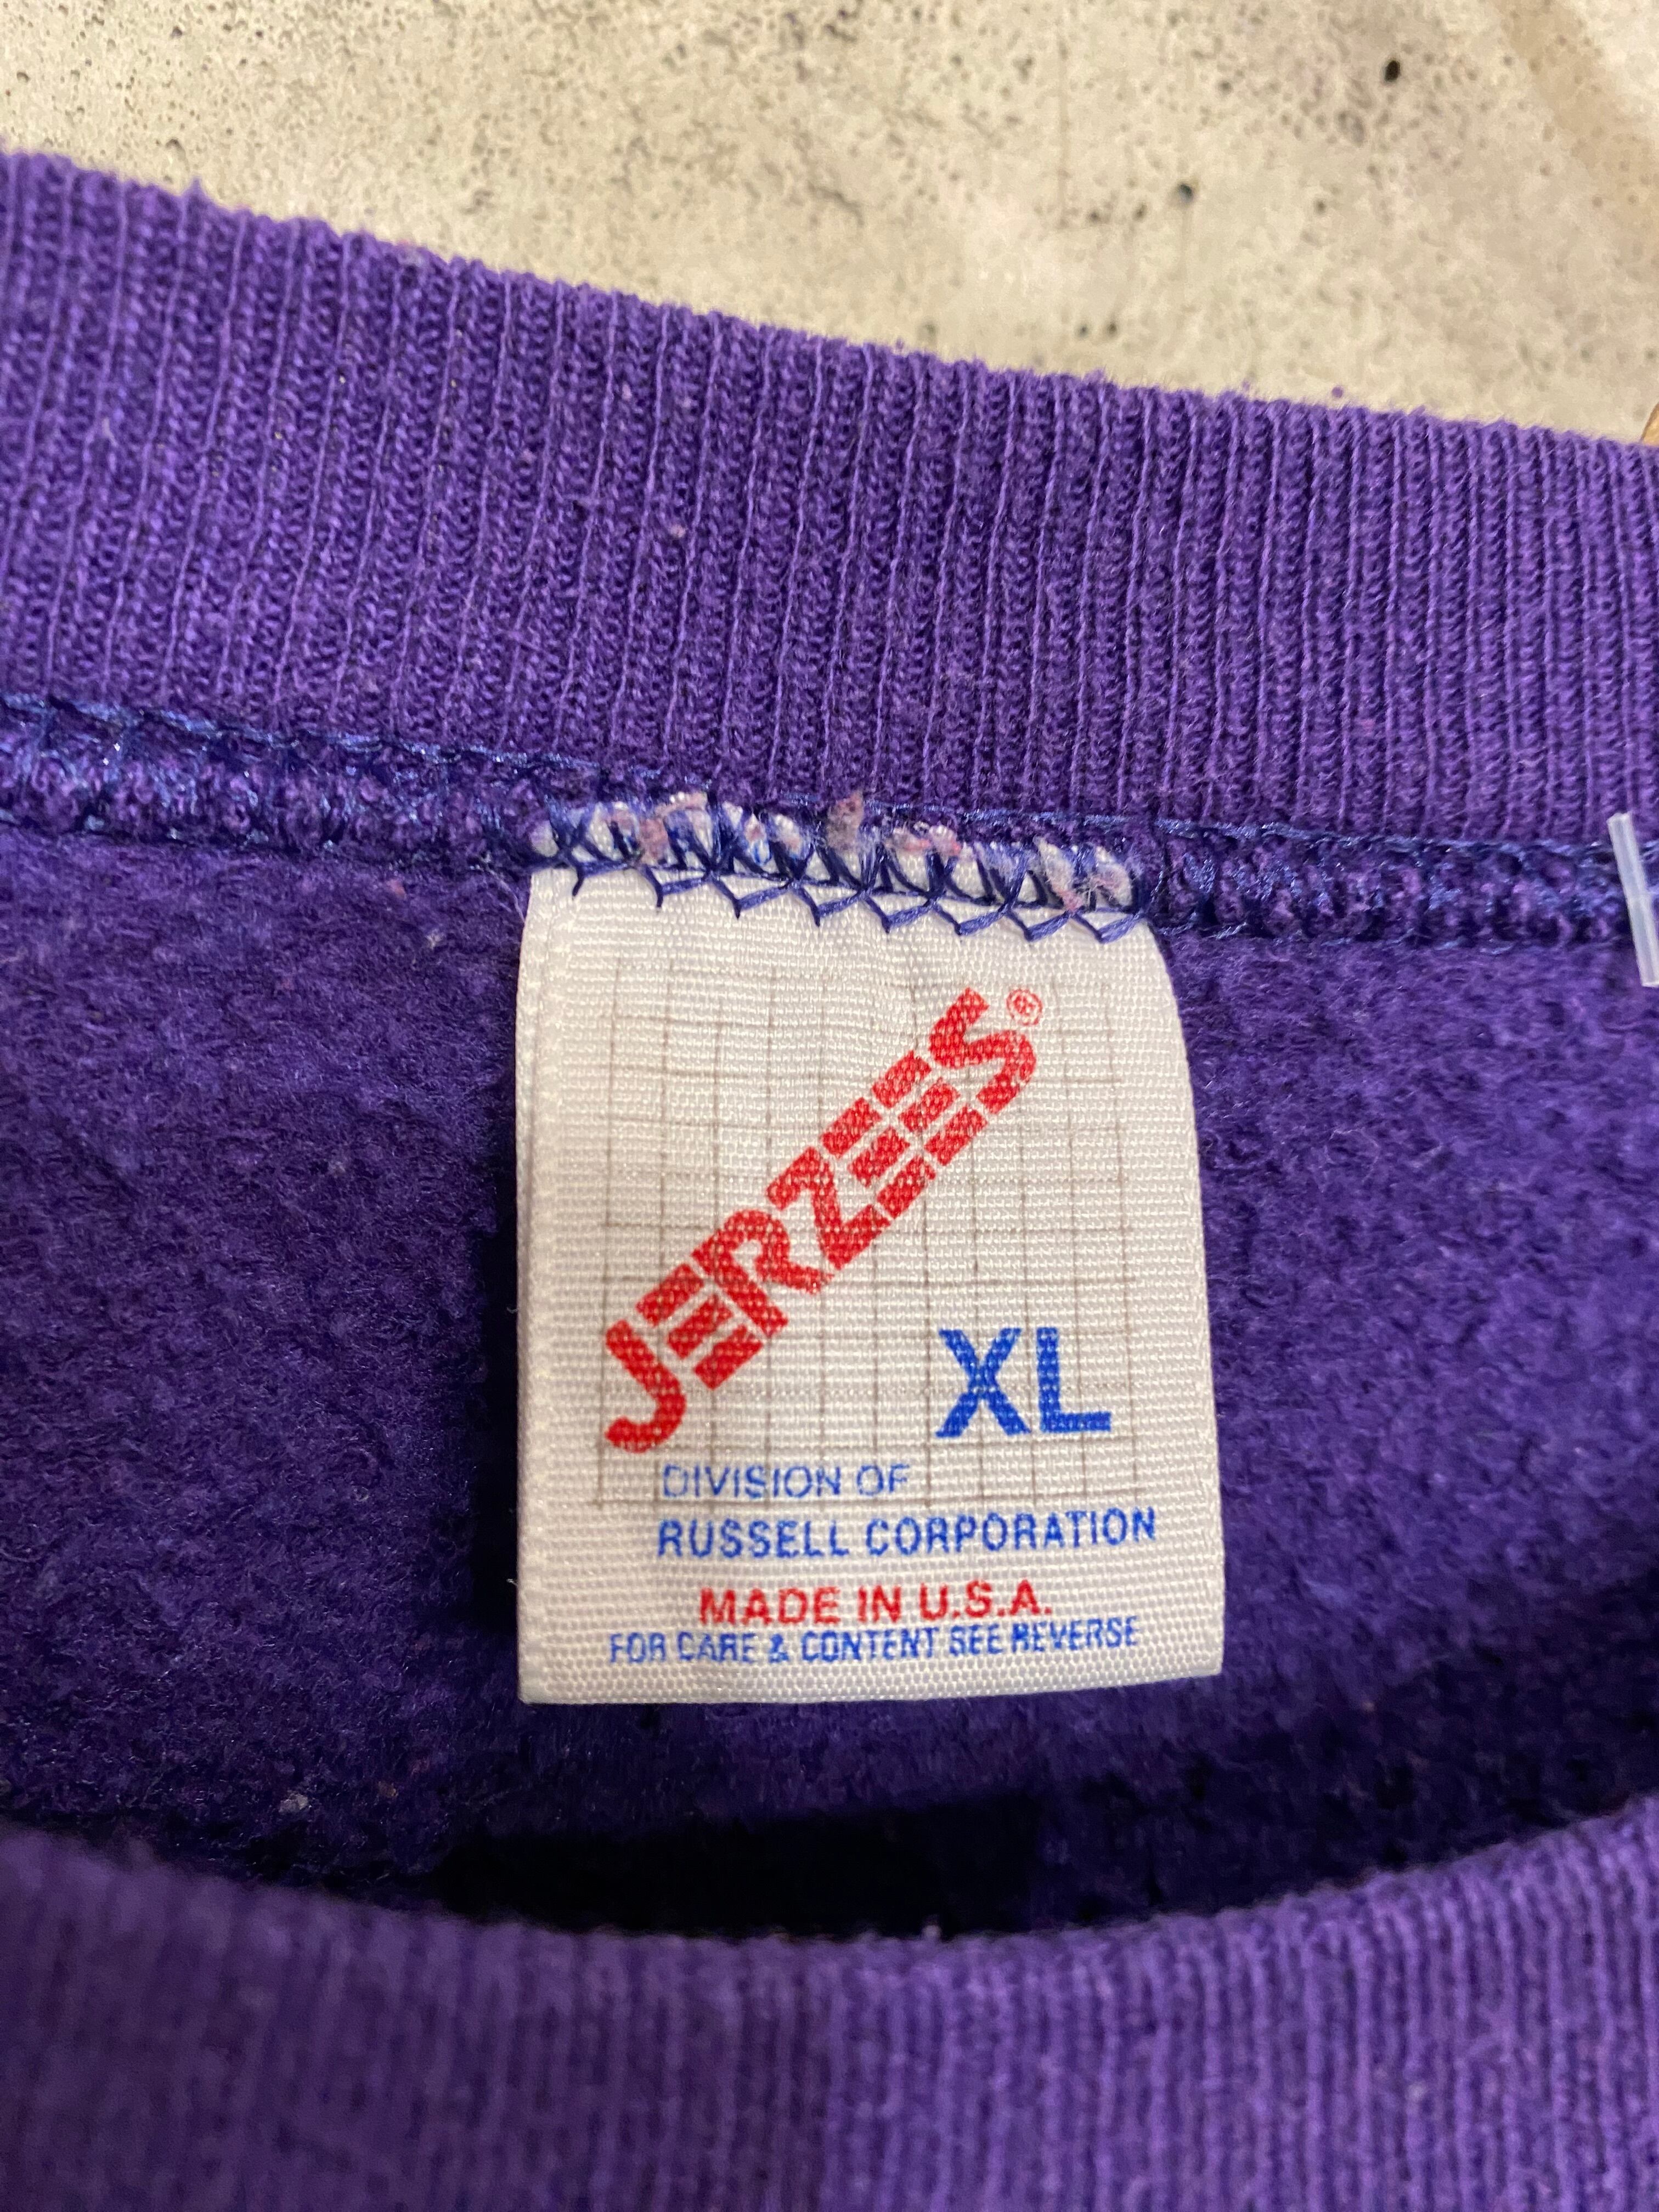 JERZEES®
XL
DIVISION OF
RUSSELL CORPORATION
MADE IN U.S.A.
FOR CARE & CONTENT SEE REVERSE